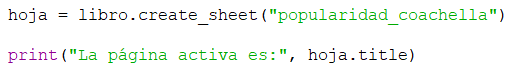 hoja = libro.create_sheet("popularidad_coachella")
print("La página activa es:", hoja.title)